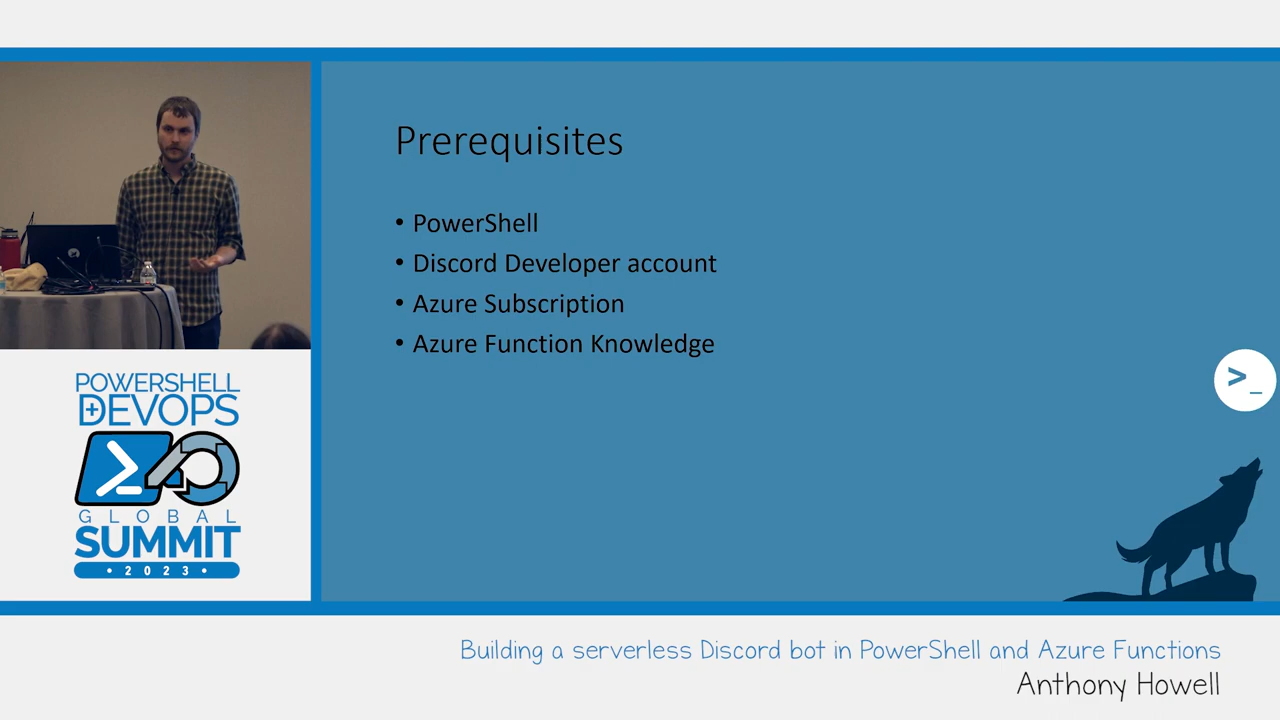 Prerequisites
• PowerShell
• Discord Developer account
• Azure Subscription
• Azure Function Knowledge
>_
POWERSHELL
+DEVOPS
GLOBAL
SUMMIT
• 2023 •
Building a serverless Discord bot in PowerShell and Azure Functions
Anthony Howell